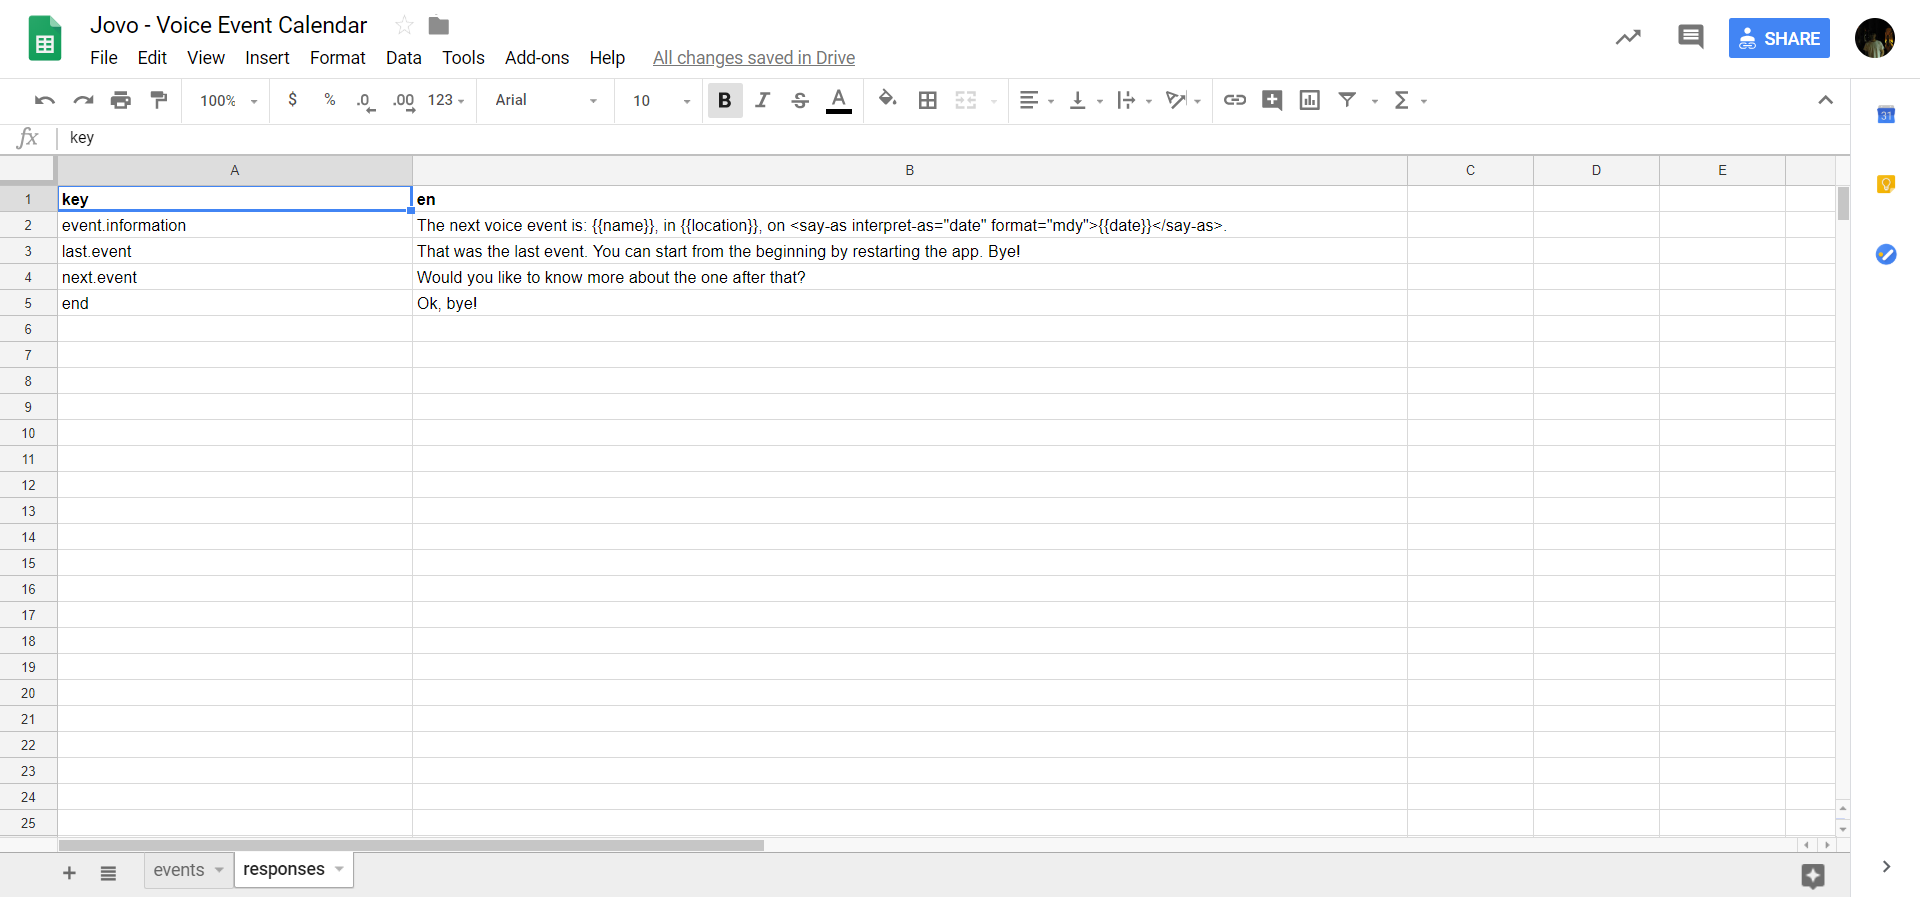 Jovo - Voice Event Calendar
File Edit View Insert Format Data Tools Add-ons Help All changes saved in Drive
SHARE
100% $ % .0 .00 123 Arial 10 B I S A
31
fx key
A B C D E
1 key en
2 event.information The next voice event is: {{name}}, in {{location}}, on <say-as interpret-as="date" format="mdy">{{date}}</say-as>.
3 last.event That was the last event. You can start from the beginning by restarting the app. Bye!
4 next.event Would you like to know more about the one after that?
5 end Ok, bye!
6
7
8
9
10
11
12
13
14
15
16
17
18
19
20
21
22
23
24
25
events responses